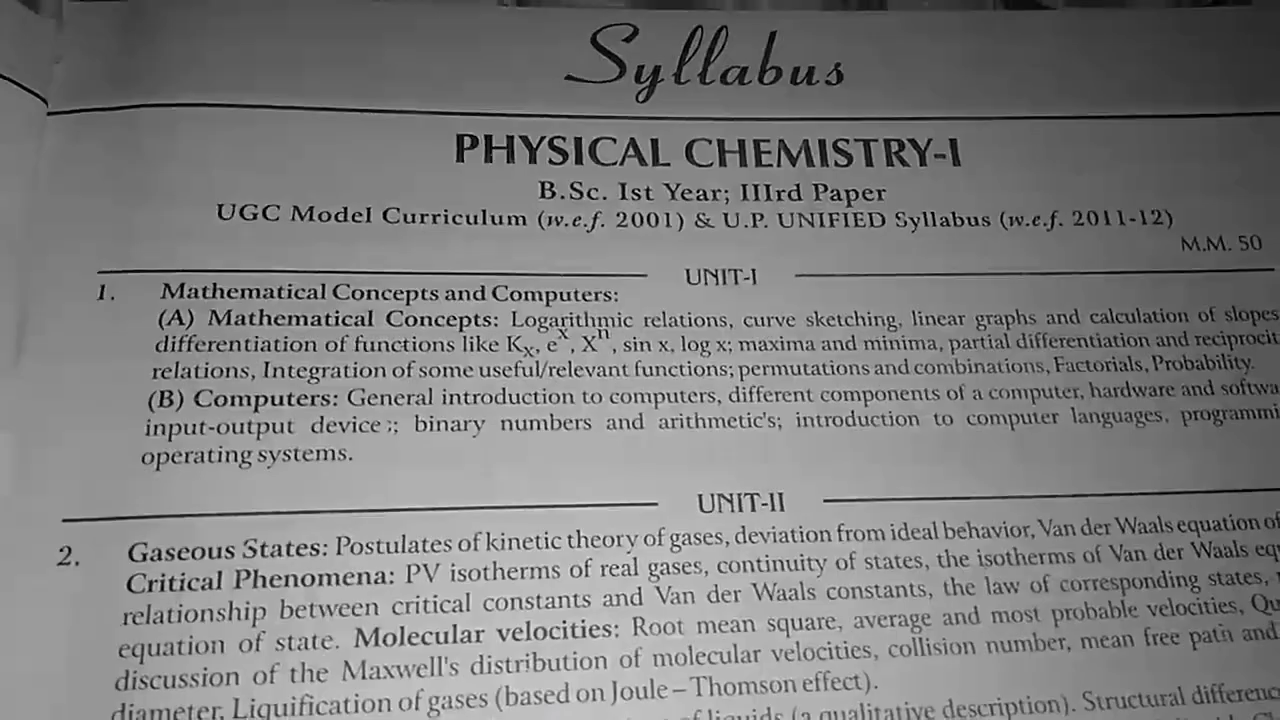 Syllabus
PHYSICAL CHEMISTRY-I
B.Sc. Ist Year; IIIrd Paper
UGC Model Curriculum (w.e.f. 2001) & U.P. UNIFIED Syllabus (w.e.f. 2011-12)
M.M. 50
UNIT-I
1. Mathematical Concepts and Computers:
(A) Mathematical Concepts: Logarithmic relations, curve sketching, linear graphs and calculation of slopes
differentiation of functions like Kx, e^x, X^n, sin x, log x; maxima and minima, partial differentiation and
relations, Integration of some useful/relevant functions; permutations and combinations, Factorials, Probability.
(B) Computers: General introduction to computers, different components of a computer, hardware and
input-output device ;; binary numbers and arithmetic's; introduction to computer languages,
operating systems.
UNIT-II
2. Gaseous States: Postulates of kinetic theory of gases, deviation from ideal behavior, Van der Waals equation of
Critical Phenomena: PV isotherms of real gases, continuity of states, the isotherms of Van der Waals
relationship between critical constants and Van der Waals constants, the law of corresponding states,
equation of state. Molecular velocities: Root mean square, average and most probable velocities,
discussion of the Maxwell's distribution of molecular velocities, collision number, mean free path and
diameter, Liquification of gases (based on Joule–Thomson effect).
of liquids (a qualitative description). Structural